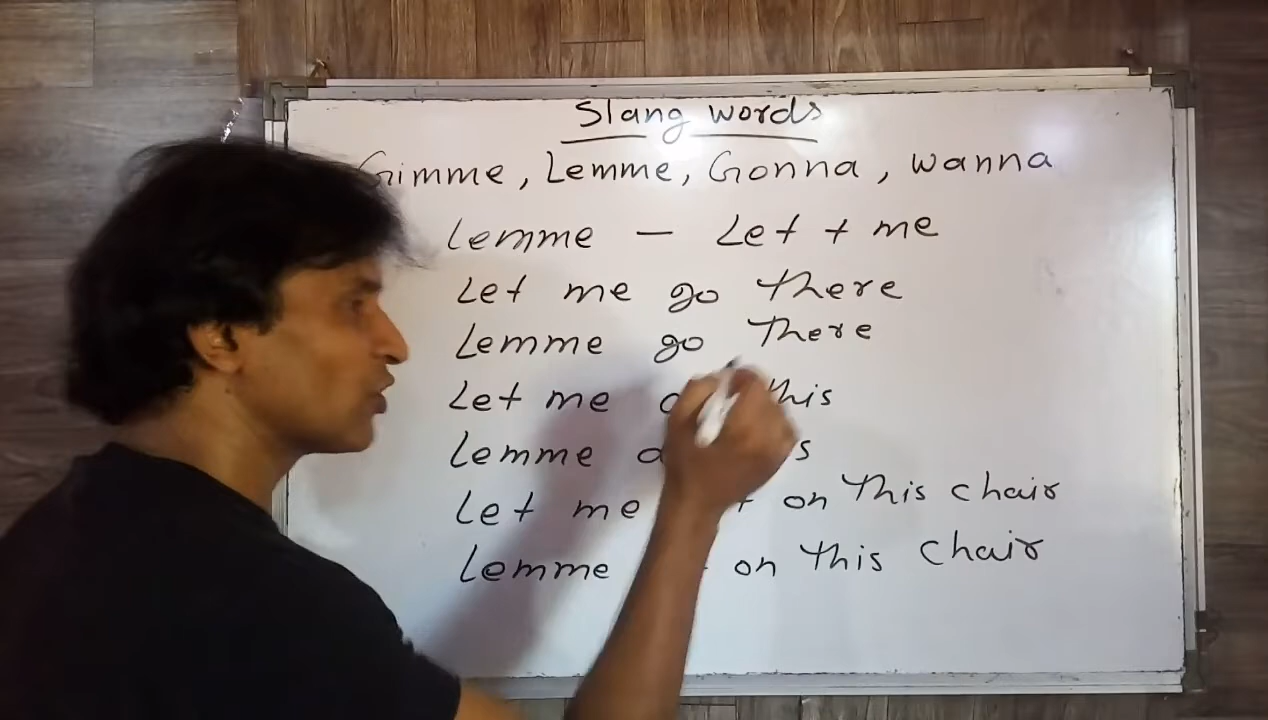 Slang words
Gimme, Lemme, Gonna, wanna
Lemme — Let + me
Let me go there
Lemme go there
Let me this
Lemme
Let me on this chair
Lemme on this chair